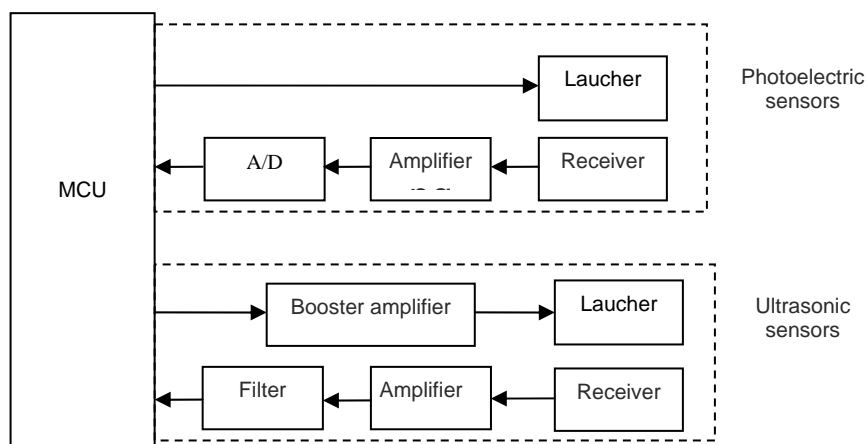 Laucher
Photoelectric
sensors
A/D
Amplifier
Receiver
MCU
Booster amplifier
Laucher
Ultrasonic
sensors
Filter
Amplifier
Receiver